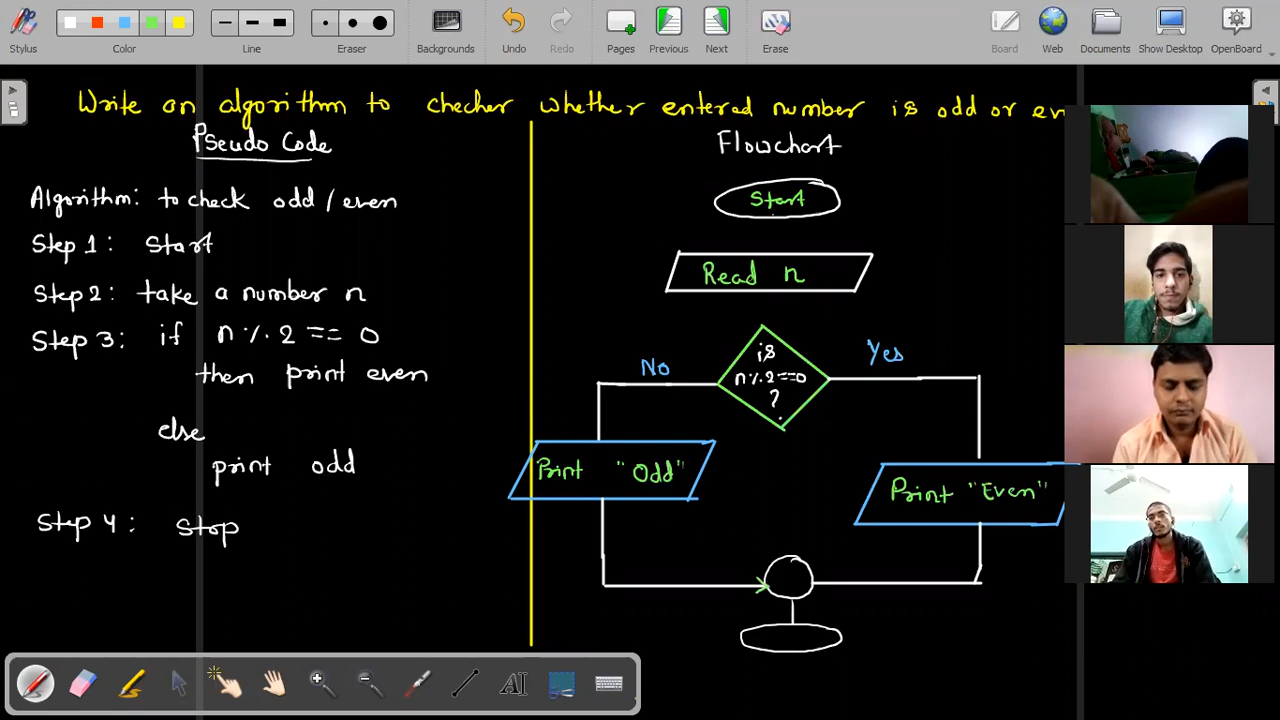 Stylus Color Line Eraser Backgrounds Undo Redo Pages Previous Next Erase Board Web Documents Show Desktop OpenBoard
Write an algorithm to checher whether entered number is odd or ev
Pseudo Code
Algorithm: to check odd / even
Step 1: Start
Step 2: take a number n
Step 3: if n % 2 == 0
then print even
else
print odd
Step 4: Stop
Flowchart
Start
Read n
is
n % 2 == 0
?
No
Yes
Print "Odd"
Print "Even"
AI